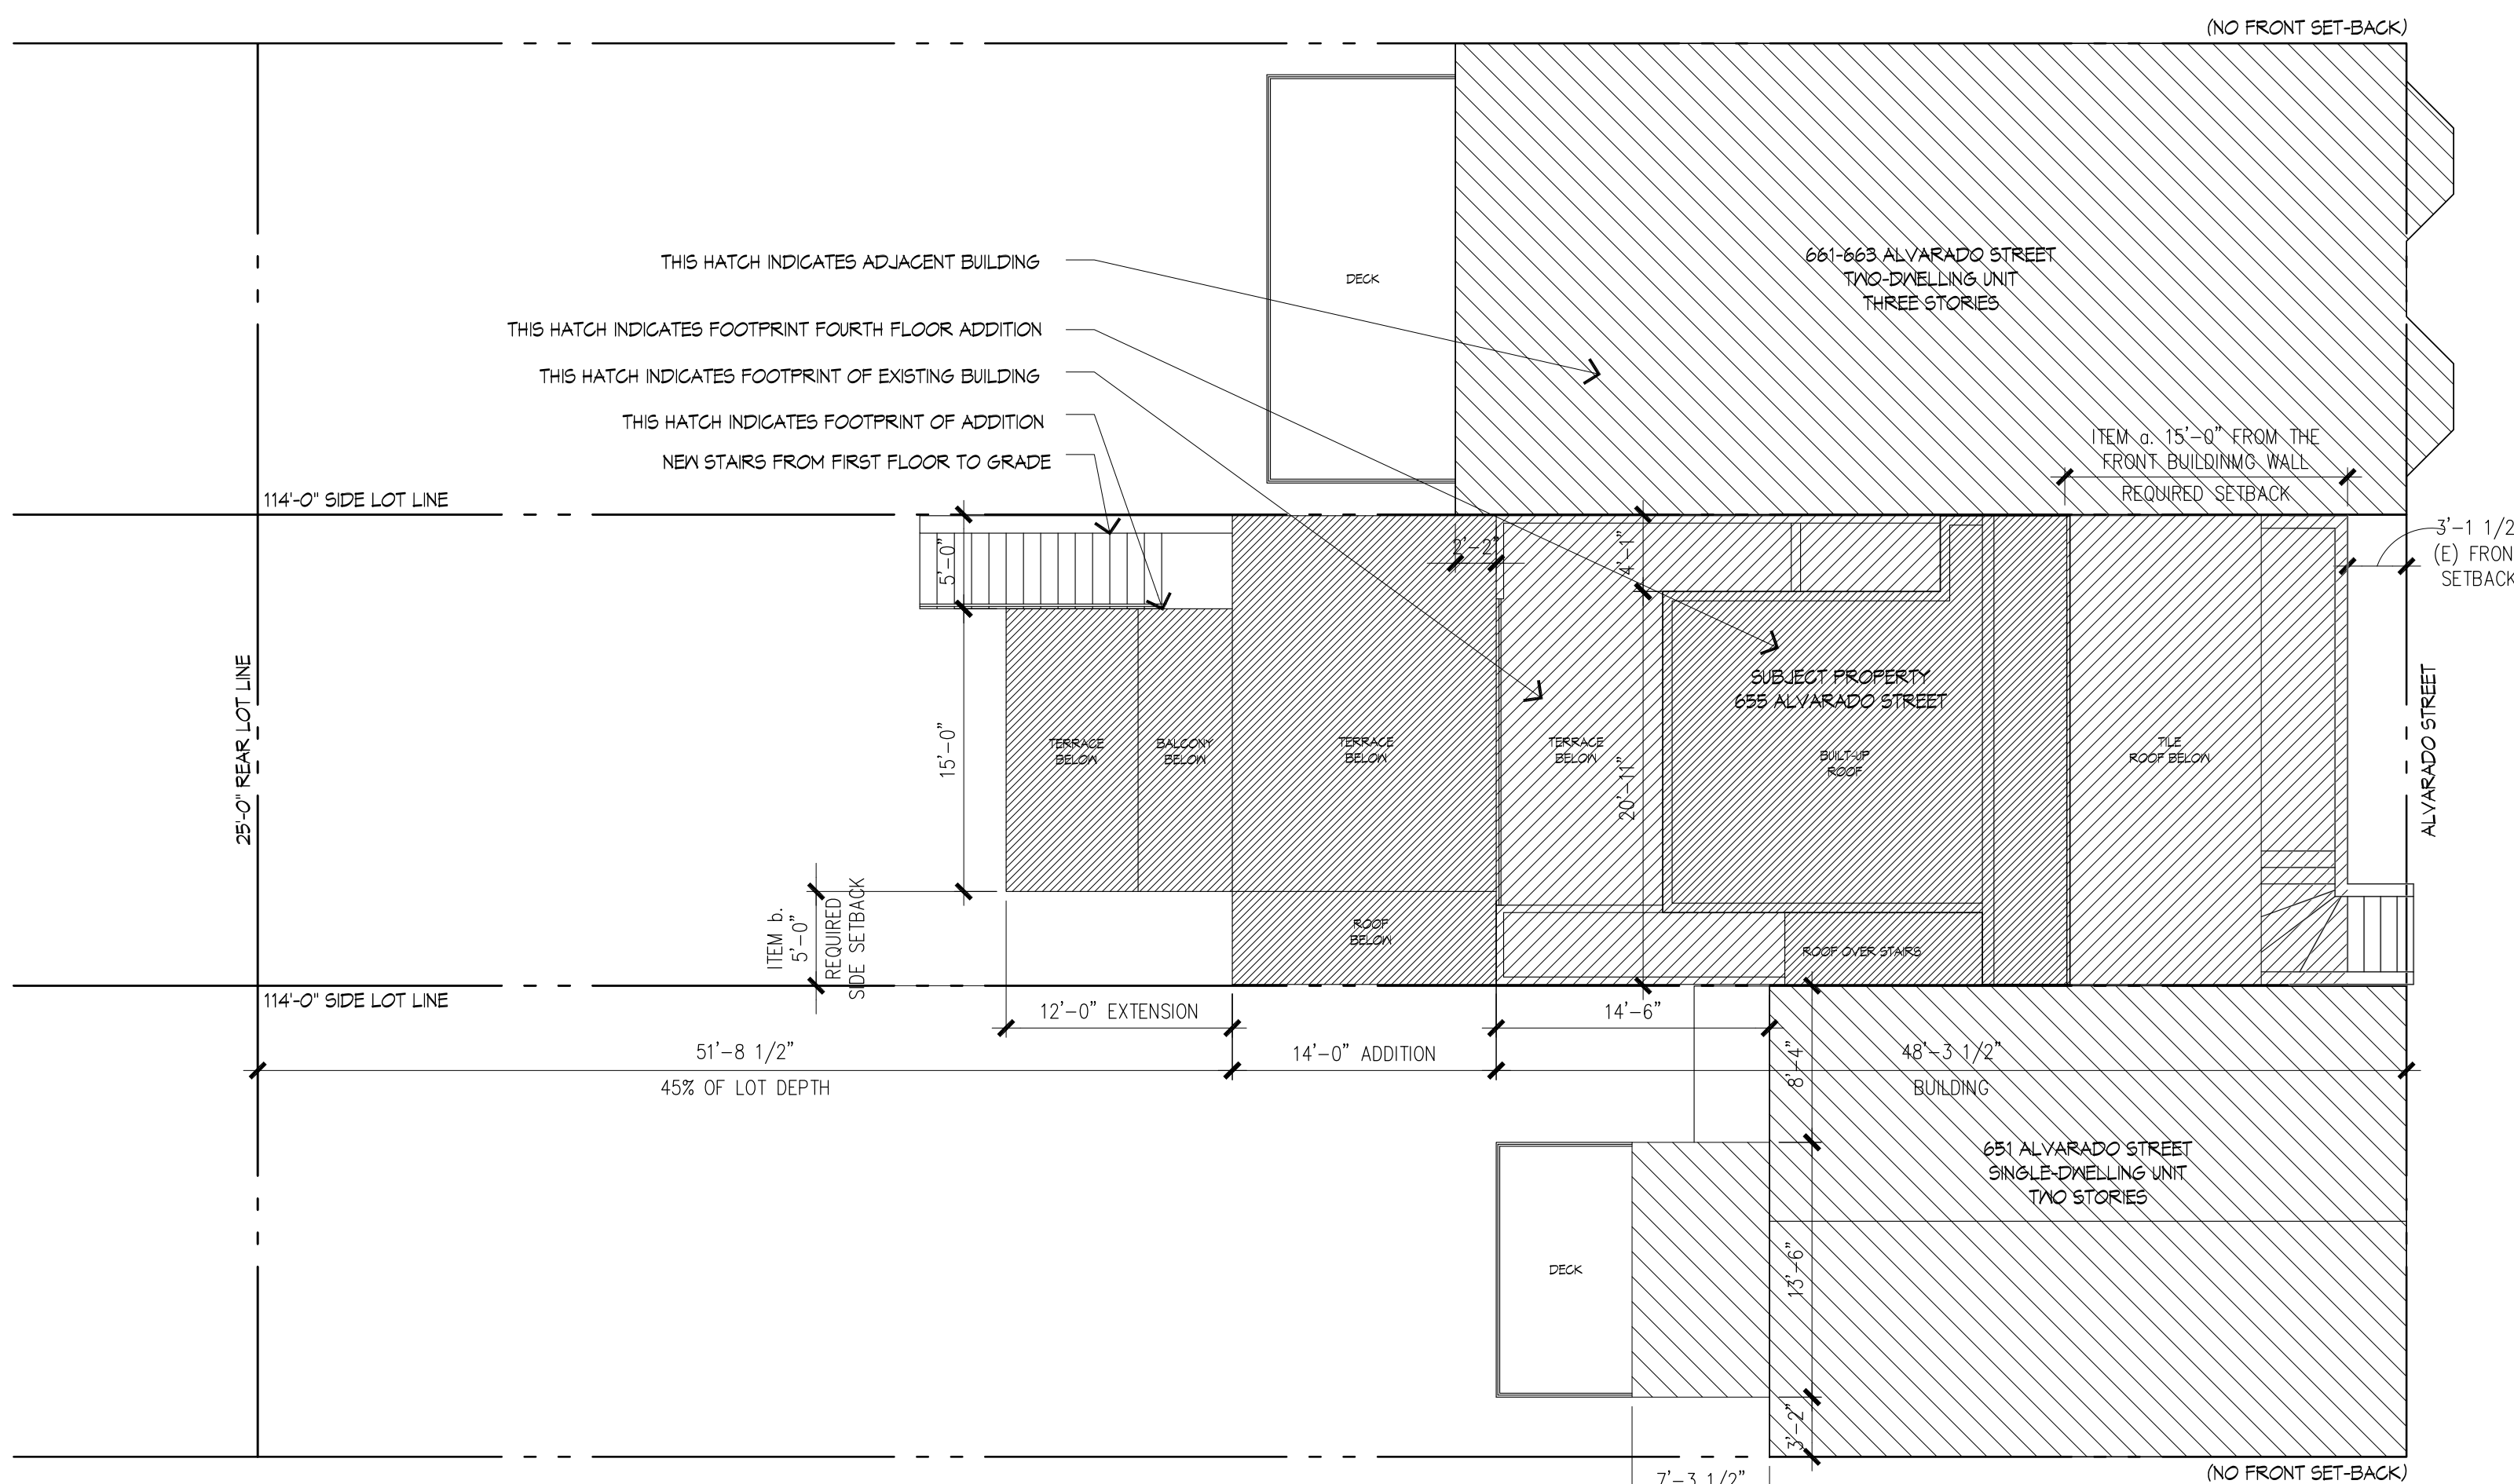 (NO FRONT SET-BACK)
THIS HATCH INDICATES ADJACENT BUILDING
DECK
661-663 ALVARADO STREET
TWO-DWELLING UNIT
THREE STORIES
THIS HATCH INDICATES FOOTPRINT FOURTH FLOOR ADDITION
THIS HATCH INDICATES FOOTPRINT OF EXISTING BUILDING
THIS HATCH INDICATES FOOTPRINT OF ADDITION
NEW STAIRS FROM FIRST FLOOR TO GRADE
ITEM a. 15'-0" FROM THE
FRONT BUILDINMG WALL
REQUIRED SETBACK
114'-0" SIDE LOT LINE
5'-0"
2'-2"
4'-1"
3'-1 1/2
(E) FRON
SETBACK
25'-0" REAR LOT LINE
15'-0"
TERRACE
BELOW
BALCONY
BELOW
TERRACE
BELOW
TERRACE
BELOW
20'-11"
SUBJECT PROPERTY
655 ALVARADO STREET
BUILT-UP
ROOF
TILE
ROOF BELOW
ALVARADO STREET
ITEM b.
5'-0"
REQUIRED
SIDE SETBACK
ROOF
BELOW
ROOF OVER STAIRS
114'-0" SIDE LOT LINE
12'-0" EXTENSION
14'-6"
51'-8 1/2"
45% OF LOT DEPTH
14'-0" ADDITION
8'-4"
48'-3 1/2"
BUILDING
651 ALVARADO STREET
SINGLE-DWELLING UNIT
TWO STORIES
DECK
13'-6"
3'-2"
7'-3 1/2"
(NO FRONT SET-BACK)